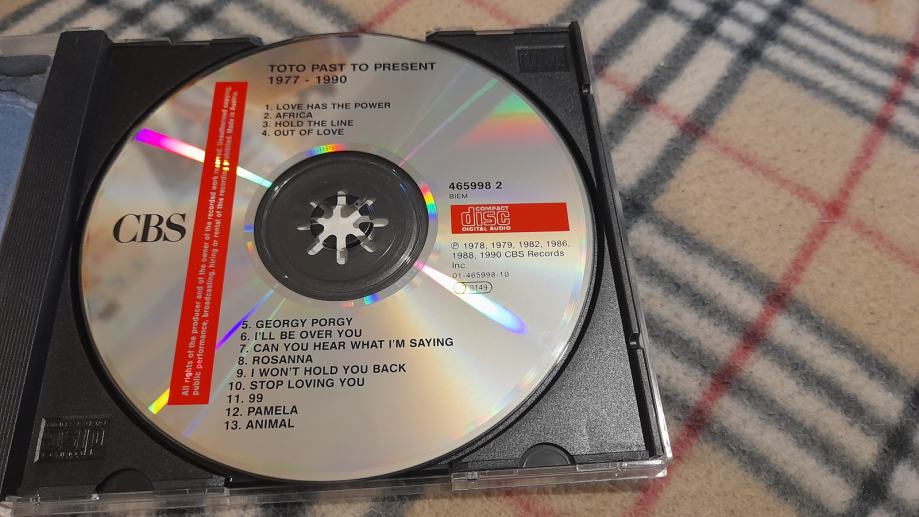 TOTO PAST TO PRESENT
1977 - 1990
1. LOVE HAS THE POWER
2. AFRICA
3. HOLD THE LINE
4. OUT OF LOVE
CBS
All rights of the producer and of the owner of the recorded work reserved. Unauthorised copying,
public performance, broadcasting, hiring or rental of this recording prohibited. Made in Austria.
465998 2
BIEM
COMPACT
disc
DIGITAL AUDIO
℗ 1978, 1979, 1982, 1986,
1988, 1990 CBS Records
Inc.
01-465998-10
0149
5. GEORGY PORGY
6. I'LL BE OVER YOU
7. CAN YOU HEAR WHAT I'M SAYING
8. ROSANNA
9. I WON'T HOLD YOU BACK
10. STOP LOVING YOU
11. 99
12. PAMELA
13. ANIMAL